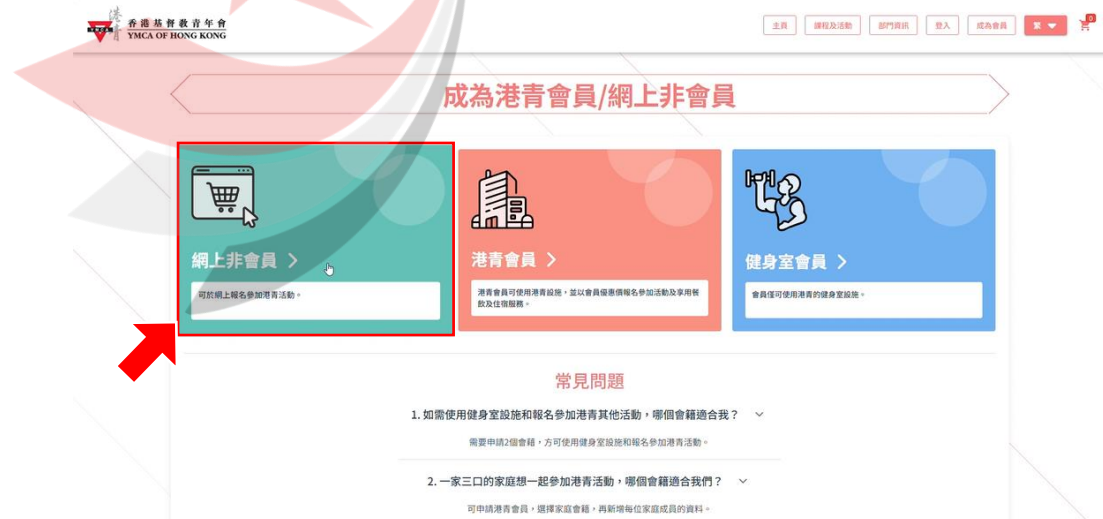 港青
YMCA
香港基督教青年會
YMCA OF HONG KONG
主頁
課程及活動
部門資訊
登入
成為會員
繁
0
成為港青會員/網上非會員
網上非會員
可於網上報名參加港青活動。
港青會員
港青會員可使用港青設施，並以會員優惠價報名參加活動及享用餐
飲及住宿服務。
健身室會員
會員僅可使用港青的健身室設施。
常見問題
1. 如需使用健身室設施和報名參加港青其他活動，哪個會籍適合我？
需要申請2個會籍，方可使用健身室設施和報名參加港青活動。
2. 一家三口的家庭想一起參加港青活動，哪個會籍適合我們？
可申請港青會員，選擇家庭會籍，再新增每位家庭成員的資料。